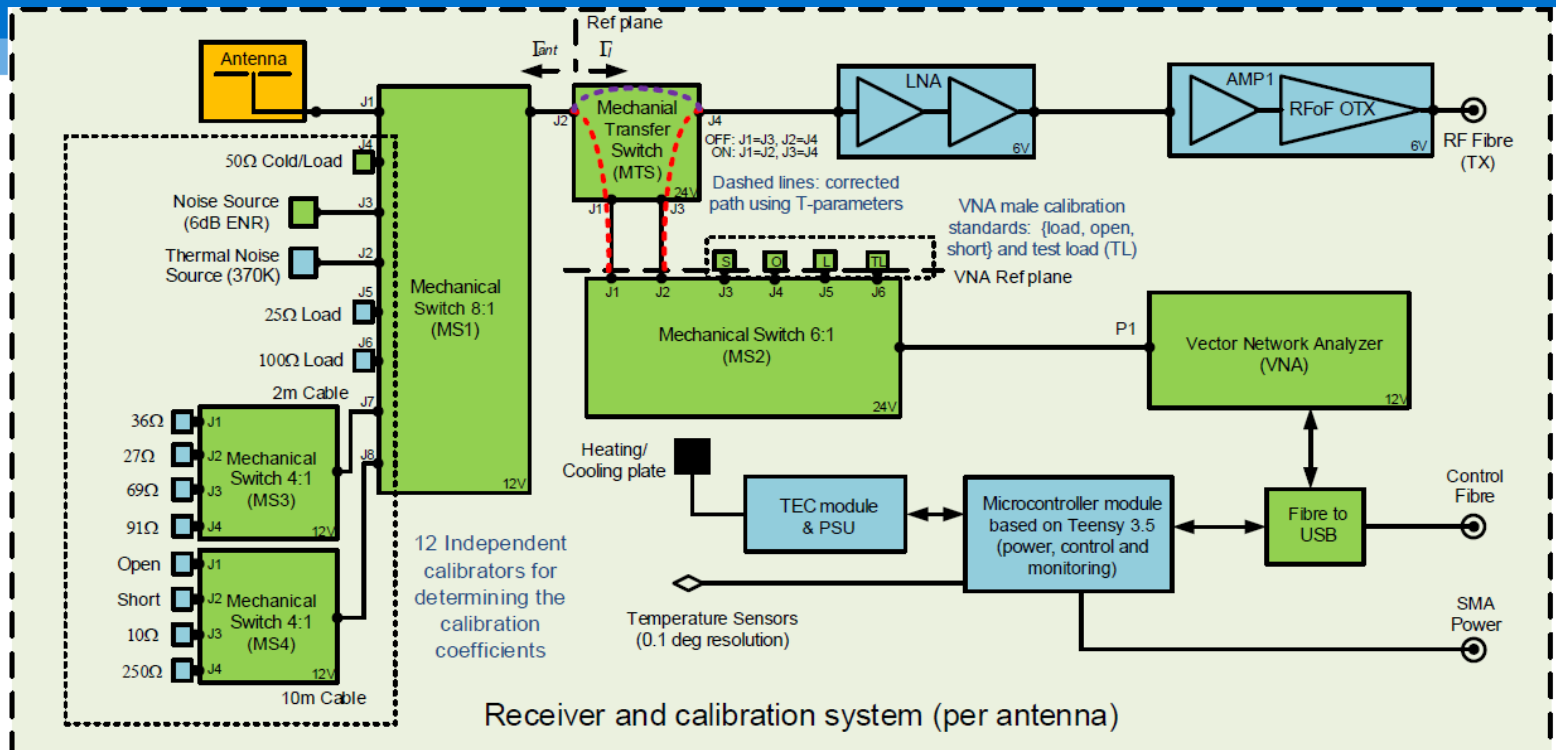 Ref plane
Γant
Γl
Antenna
J1
J4
50Ω Cold/Load
Noise Source
(6dB ENR)
J3
Thermal Noise
Source (370K)
J2
J5
25Ω Load
J6
100Ω Load
2m Cable
J7
J8
Mechanical
Switch 8:1
(MS1)
12V
36Ω
27Ω
69Ω
91Ω
J1
J2
J3
J4
Mechanical
Switch 4:1
(MS3)
12V
Open
Short
10Ω
250Ω
J1
J2
J3
J4
Mechanical
Switch 4:1
(MS4)
12V
10m Cable
12 Independent
calibrators for
determining the
calibration
coefficients
J2
Mechanial
Transfer
Switch
(MTS)
24V
J4
J1
J3
OFF: J1=J3, J2=J4
ON: J1=J2, J3=J4
Dashed lines: corrected
path using T-parameters
LNA
6V
AMP1
RFoF OTX
6V
RF Fibre
(TX)
VNA male calibration
standards: {load, open,
short} and test load (TL)
VNA Ref plane
S
O
L
TL
J1
J2
J3
J4
J5
J6
Mechanical Switch 6:1
(MS2)
24V
P1
Vector Network Analyzer
(VNA)
12V
Heating/
Cooling plate
TEC module
& PSU
Microcontroller module
based on Teensy 3.5
(power, control and
monitoring)
Fibre to
USB
Control
Fibre
Temperature Sensors
(0.1 deg resolution)
SMA
Power
Receiver and calibration system (per antenna)